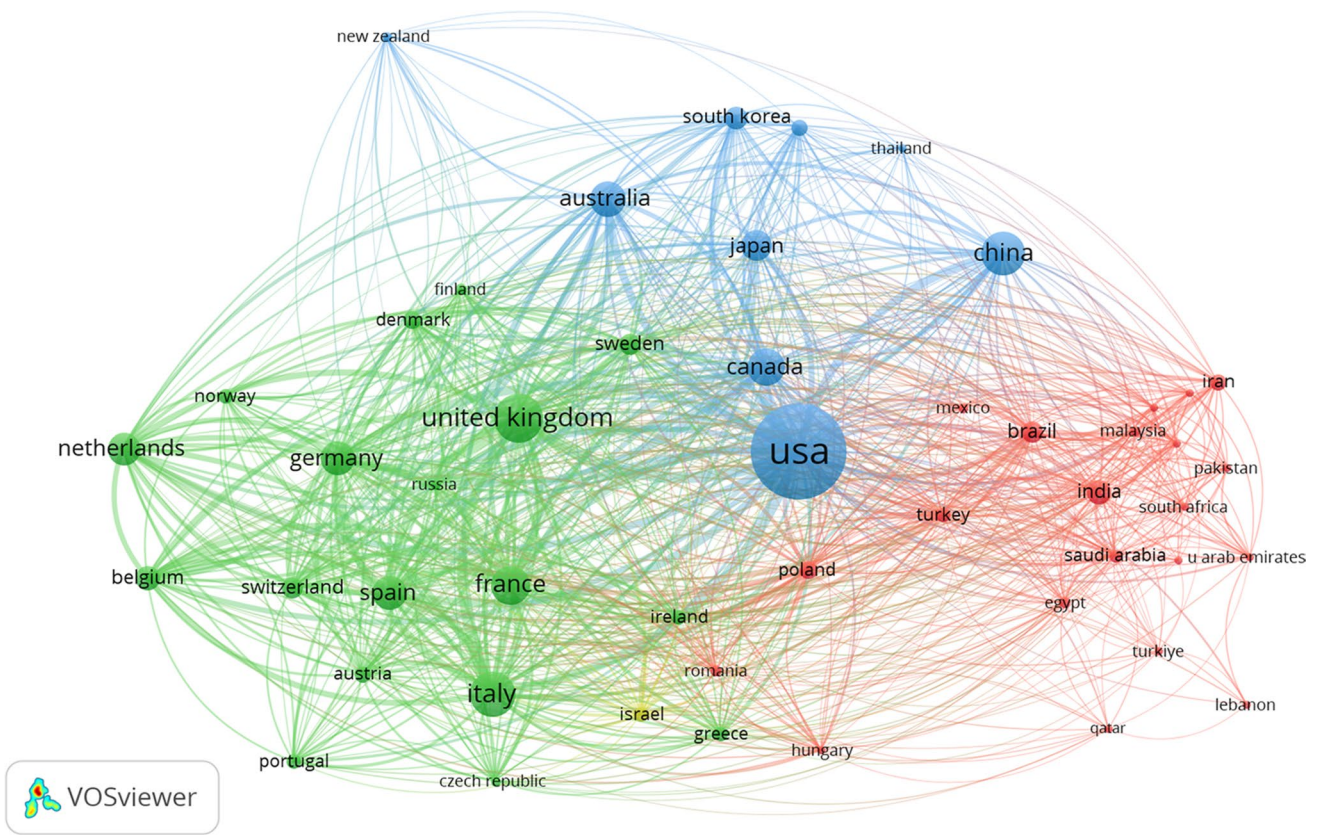 new zealand
south korea
thailand
australia
japan
china
finland
denmark
sweden
canada
iran
norway
mexico
united kingdom
brazil
malaysia
netherlands
usa
germany
pakistan
russia
india
south africa
turkey
saudi arabia
u arab emirates
poland
belgium
switzerland
spain
france
egypt
ireland
turkiye
austria
romania
italy
lebanon
israel
qatar
greece
hungary
portugal
czech republic
VOSviewer